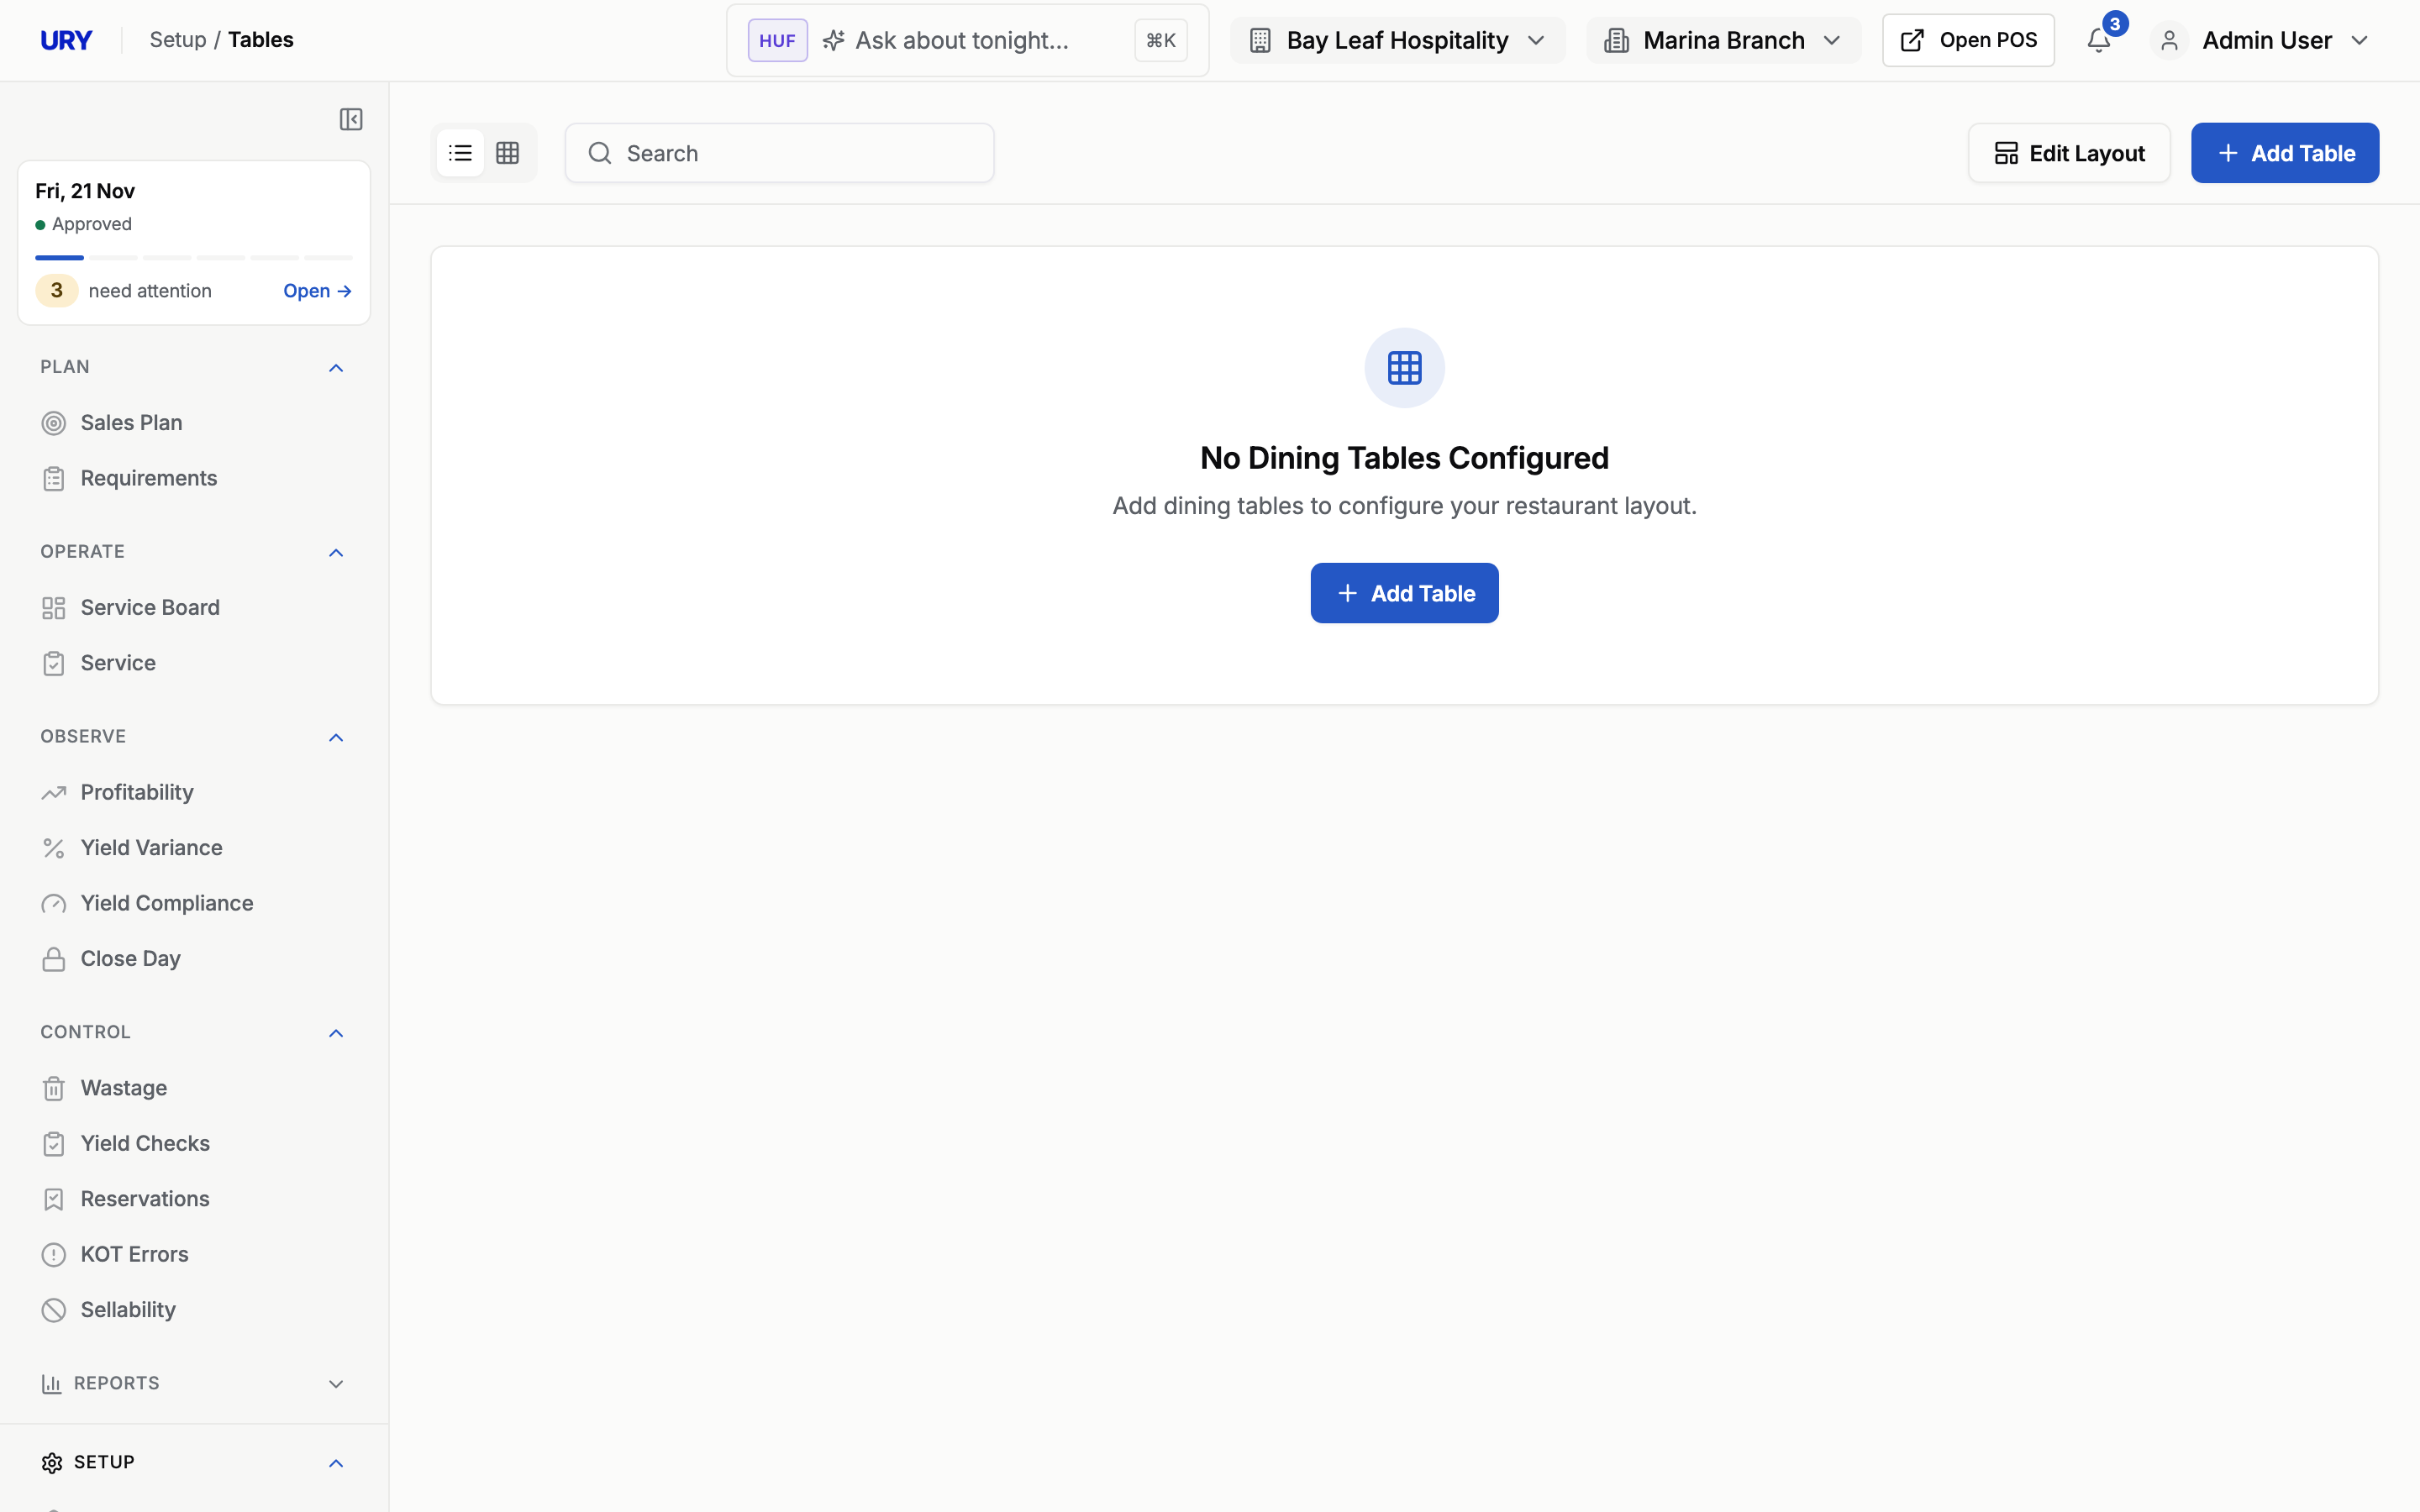 URY
Setup / Tables
HUF Ask about tonight... ⌘K
Bay Leaf Hospitality
Marina Branch
Open POS
3
Admin User
Fri, 21 Nov
Approved
3 need attention Open →
PLAN
Sales Plan
Requirements
OPERATE
Service Board
Service
OBSERVE
Profitability
Yield Variance
Yield Compliance
Close Day
CONTROL
Wastage
Yield Checks
Reservations
KOT Errors
Sellability
REPORTS
SETUP
Search
Edit Layout
+ Add Table
No Dining Tables Configured
Add dining tables to configure your restaurant layout.
+ Add Table